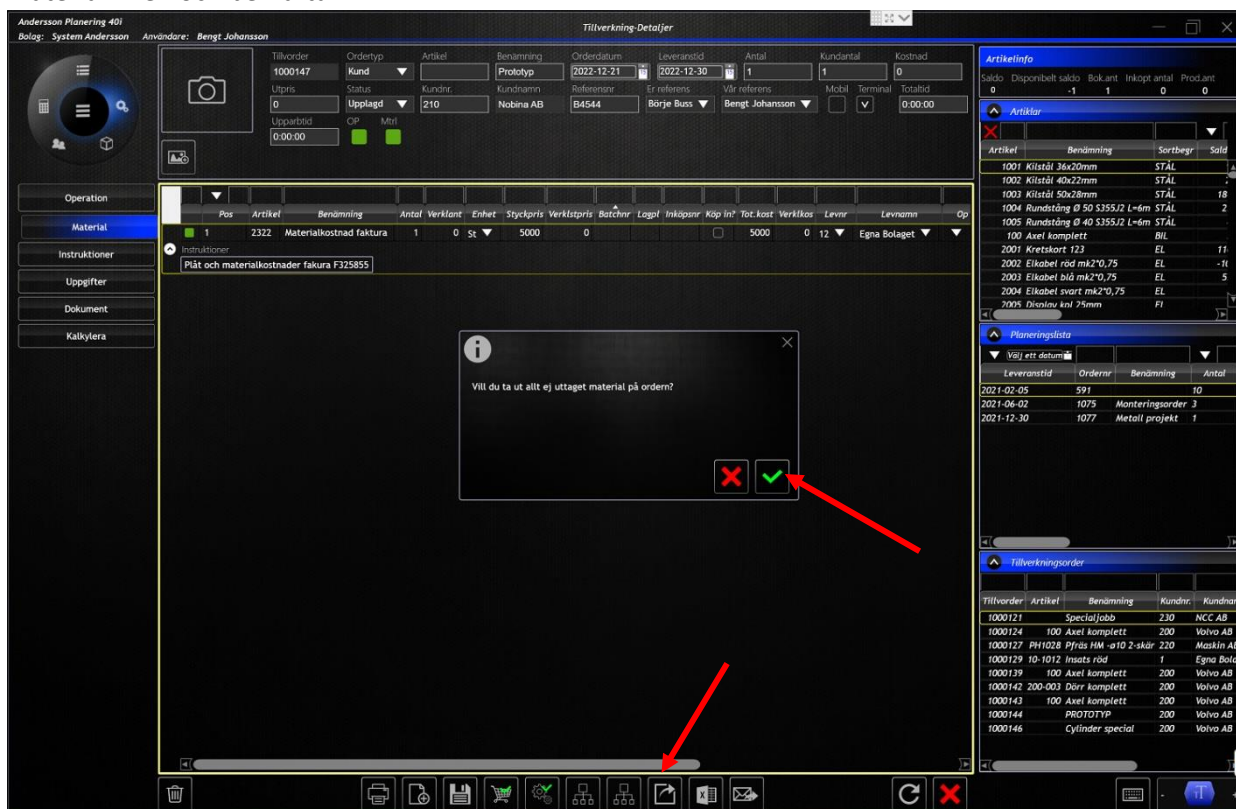 Andersson Planering 40i
Tillverkning-Detaljer
Bolag: System Andersson Användare: Bengt Johansson
Tillvorder Ordertyp Artikel Benämning Orderdatum Leveranstid Antal Kundantal Kostnad
1000147 Kund Prototyp 2022-12-21 2022-12-30 1 1 0
Utpris Status Kundnr. Kundnamn Referensnr Er referens Vår referens Mobil Terminal Totaltid
0 Upplagd 210 Nobina AB B4544 Börje Buss Bengt Johansson V 0:00:00
Upparbtid OP Mtrl
0:00:00
Operation
Material
Instruktioner
Uppgifter
Dokument
Kalkylera
Pos Artikel Benämning Antal Verklant Enhet Styckpris Verklstpris Batchnr Lagpl Inköpsnr Köp in? Tot.kost Verklkos Levnr Levnamn Op
1 2322 Materialkostnad faktura 1 0 St 5000 0 5000 0 12 Egna Bolaget
Instruktioner
Plåt och materialkostnader fakura F325855
Vill du ta ut allt ej uttaget material på ordern?
Artikelinfo
Saldo Disponibelt saldo Bok.ant Inkopt antal Prod.ant
0 -1 1 0 0
Artiklar
Artikel Benämning Sortbegr Sald
1001 Kilstål 36x20mm STÅL
1002 Kilstål 40x22mm STÅL
1003 Kilstål 50x28mm STÅL 18
1004 Rundstång Ø 50 S355J2 L=6m STÅL 2
1005 Rundstång Ø 40 S355J2 L=6m STÅL
100 Axel komplett BIL
2001 Kretskort 123 EL 11
2002 Elkabel röd mk2*0,75 EL
2003 Elkabel blå mk2*0,75 EL 5
2004 Elkabel svart mk2*0,75 EL
2005 Display kpl 25mm EL
Planeringslista
Välj ett datum
Leveranstid Ordernr Benämning Antal
2021-02-05 591 10
2021-06-02 1075 Monteringsorder 3
2021-12-30 1077 Metall projekt 1
Tillverkningsorder
Tillvorder Artikel Benämning Kundnr. Kundnar
1000121 Specialjobb 230 NCC AB
1000124 100 Axel komplett 200 Volvo AB
1000127 PH1028 Pfräs HM -ø10 2-skär 220 Maskin AB
1000129 10-1012 Insats röd 1 Egna Bola
1000139 100 Axel komplett 200 Volvo AB
1000142 200-003 Dörr komplett 200 Volvo AB
1000143 100 Axel komplett 200 Volvo AB
1000144 PROTOTYP 200 Volvo AB
1000146 Cylinder special 200 Volvo AB